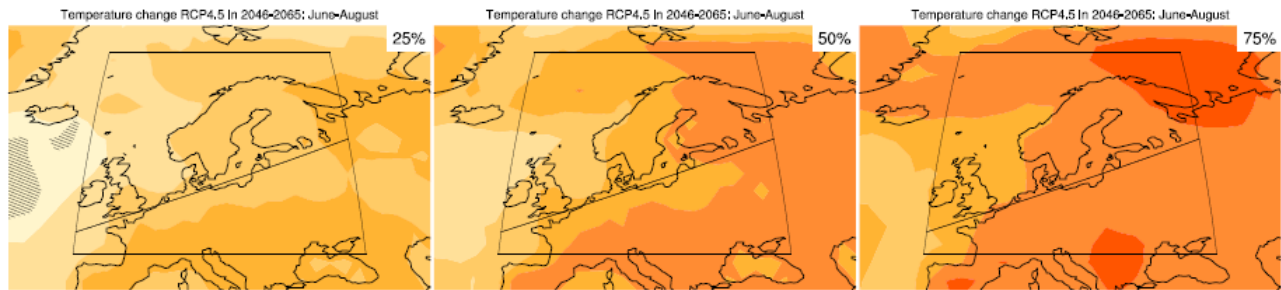 Temperature change RCP4.5 in 2046-2065: June-August
25%
Temperature change RCP4.5 in 2046-2065: June-August
50%
Temperature change RCP4.5 in 2046-2065: June-August
75%